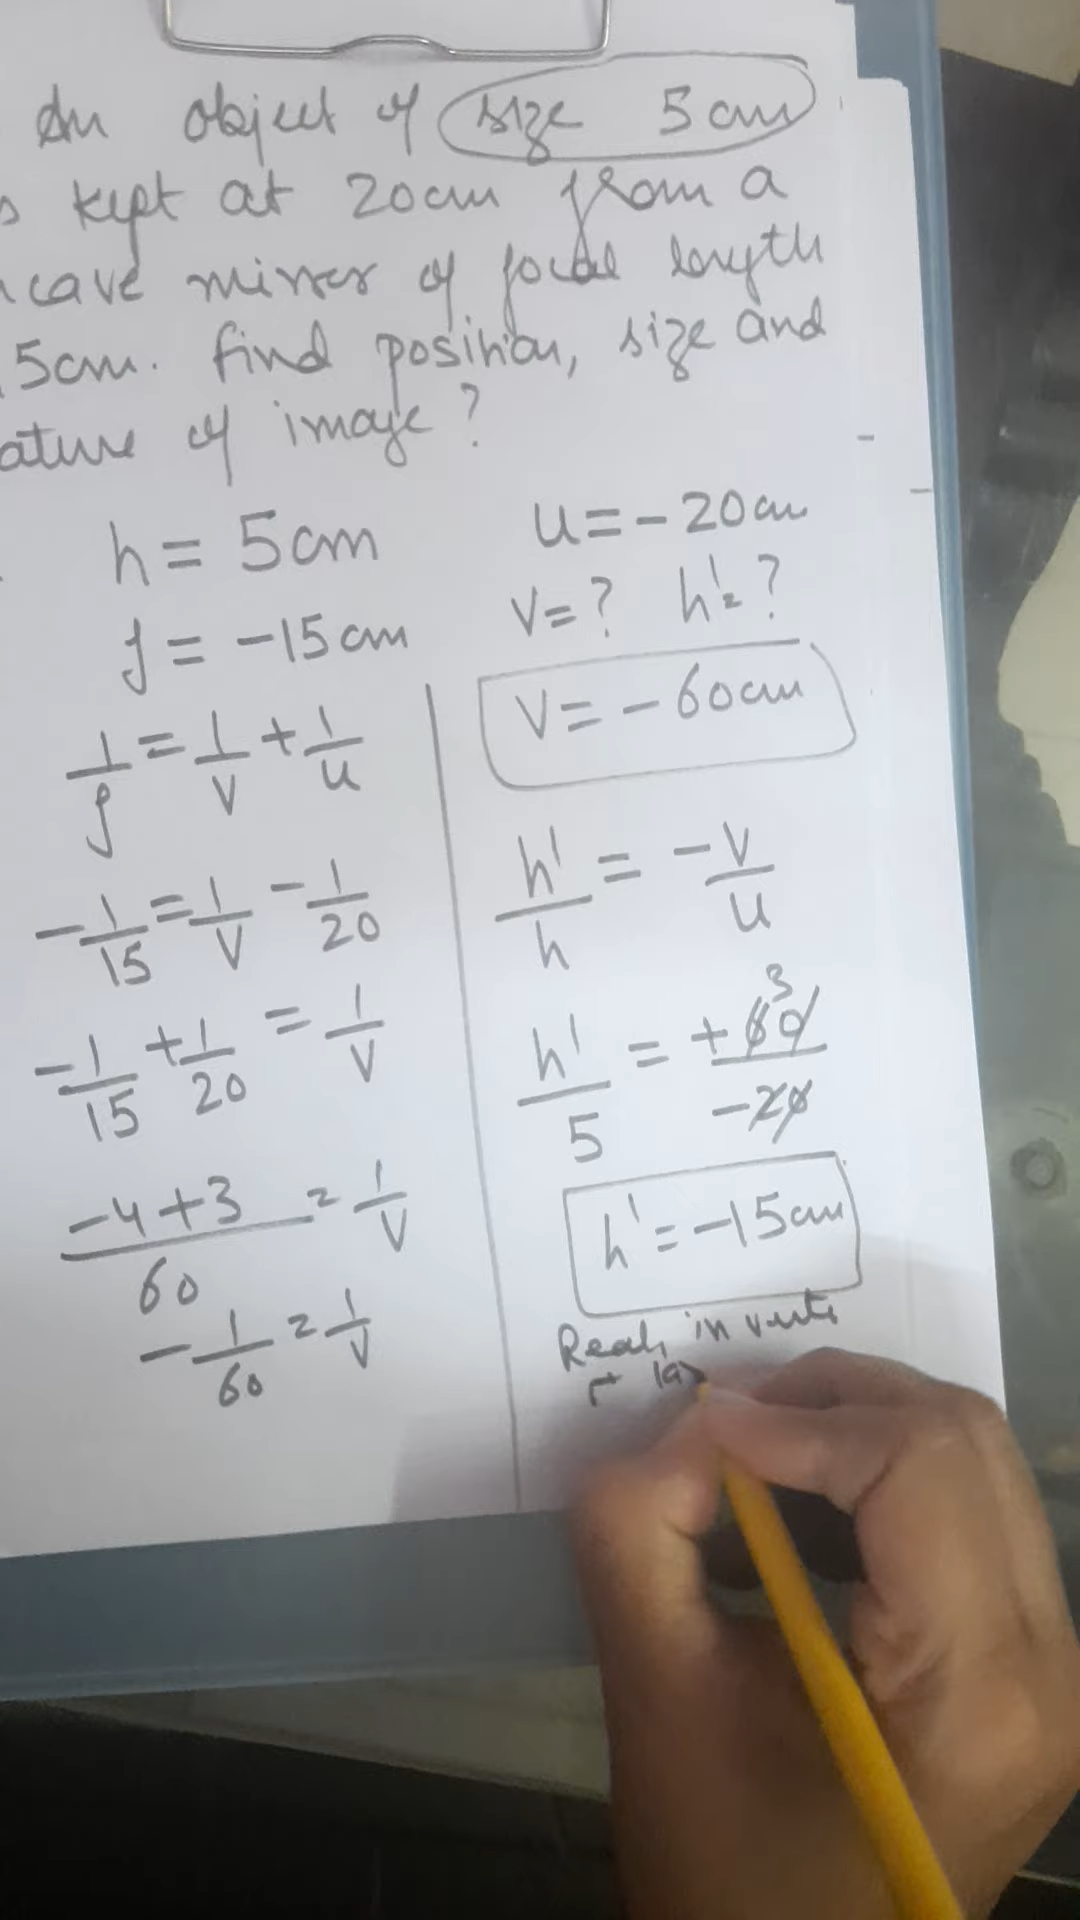 An object of size 5cm
kept at 20cm from a
cave mirror of focal length
5cm. find position, size and
ature of image?
h = 5cm
u = -20cm
f = -15cm
v = ? h' = ?
v = -60cm
1/f = 1/v + 1/u
-1/15 = 1/v - 1/20
-1/15 + 1/20 = 1/v
-4+3/60 = 1/v
-1/60 = 1/v
h'/h = -v/u
3
h'/5 = +60/-20
h' = -15cm
Real, in